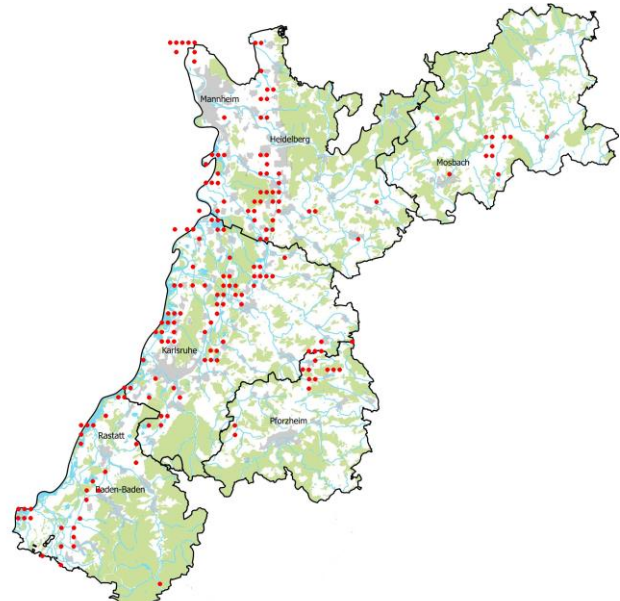 Mannheim
Heidelberg
Mosbach
Karlsruhe
Pforzheim
Rastatt
Baden-Baden